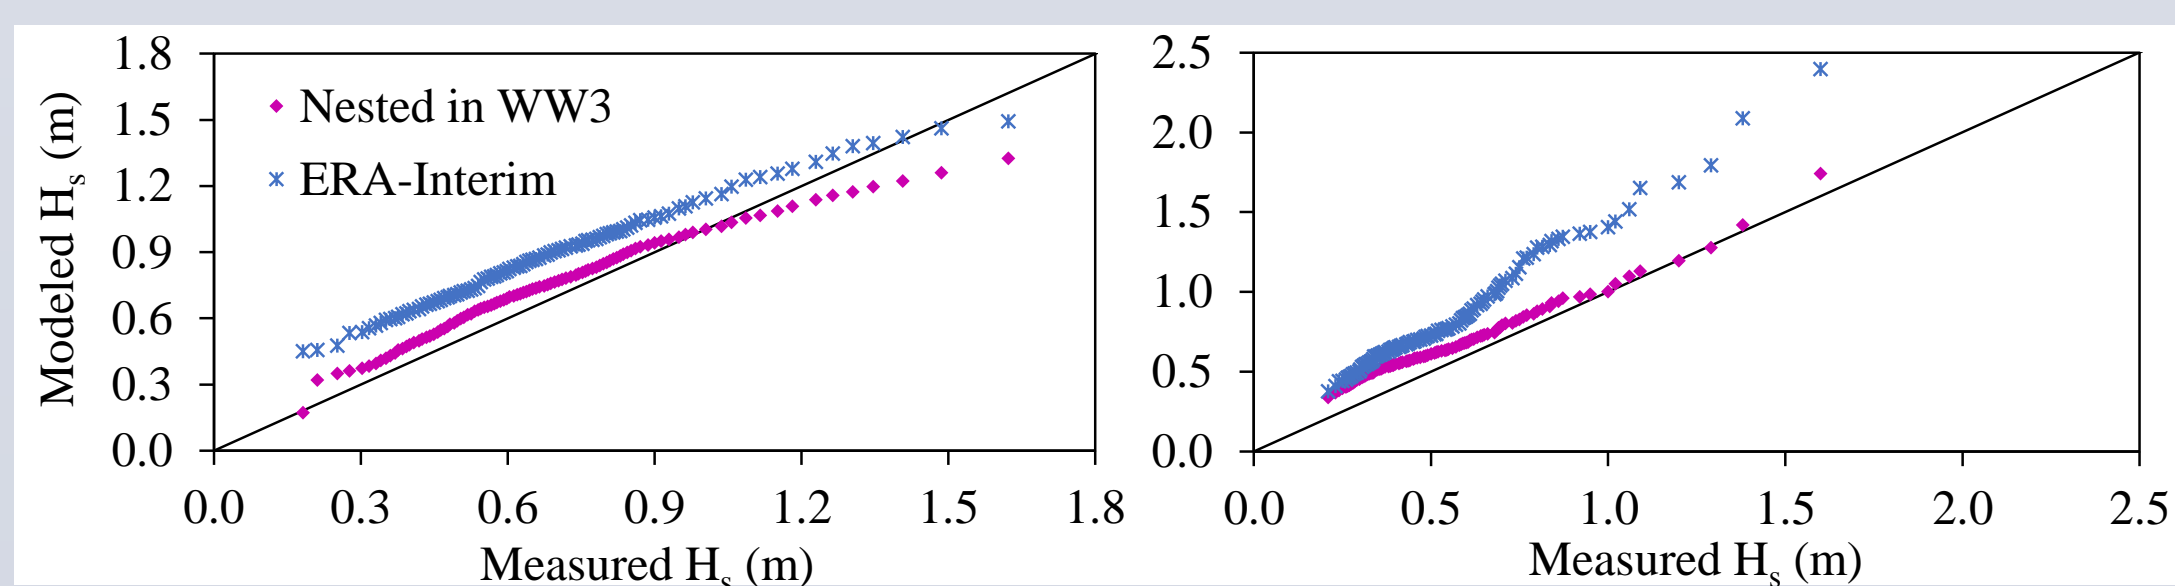 Modeled Hs (m)
1.8
1.5
1.2
0.9
0.6
0.3
0.0
Nested in WW3
ERA-Interim
0.0 0.3 0.6 0.9 1.2 1.5 1.8
Measured Hs (m)
2.5
2.0
1.5
1.0
0.5
0.0
0.0 0.5 1.0 1.5 2.0 2.5
Measured Hs (m)